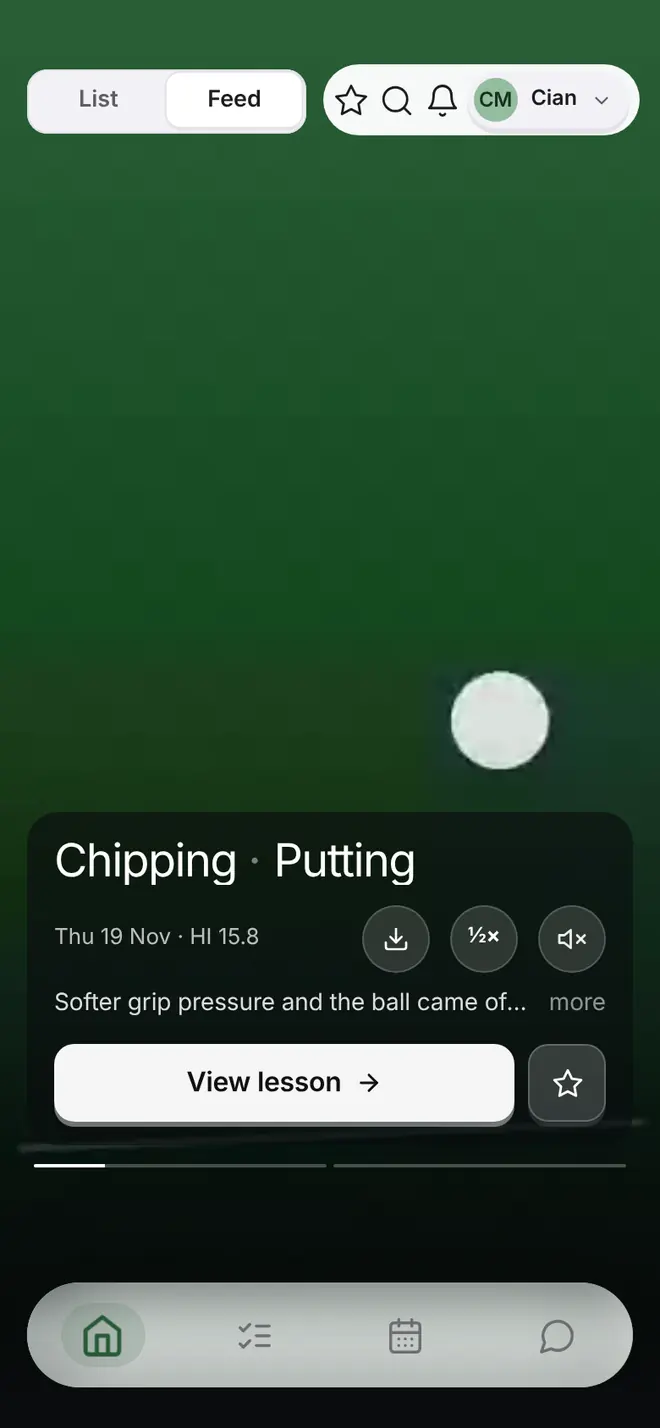 List
Feed
CM
Cian
Chipping · Putting
Thu 19 Nov · HI 15.8
½×
Softer grip pressure and the ball came of... more
View lesson →